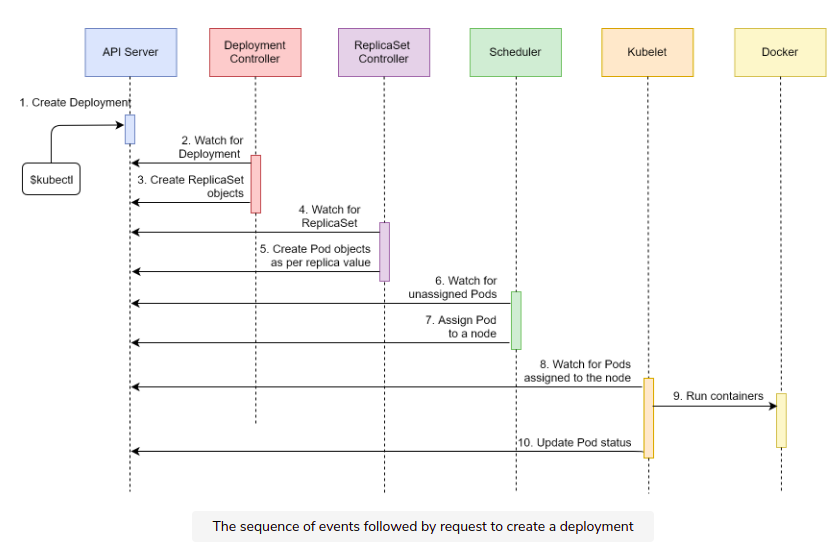 API Server
Deployment
Controller
ReplicaSet
Controller
Scheduler
Kubelet
Docker
1. Create Deployment
$kubectl
2. Watch for
Deployment
3. Create ReplicaSet
objects
4. Watch for
ReplicaSet
5. Create Pod objects
as per replica value
6. Watch for
unassigned Pods
7. Assign Pod
to a node
8. Watch for Pods
assigned to the node
9. Run containers
10. Update Pod status
The sequence of events followed by request to create a deployment